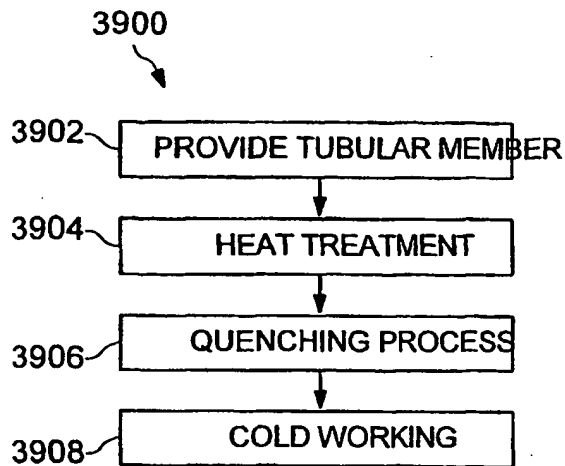 3900
3902 PROVIDE TUBULAR MEMBER
3904 HEAT TREATMENT
3906 QUENCHING PROCESS
3908 COLD WORKING